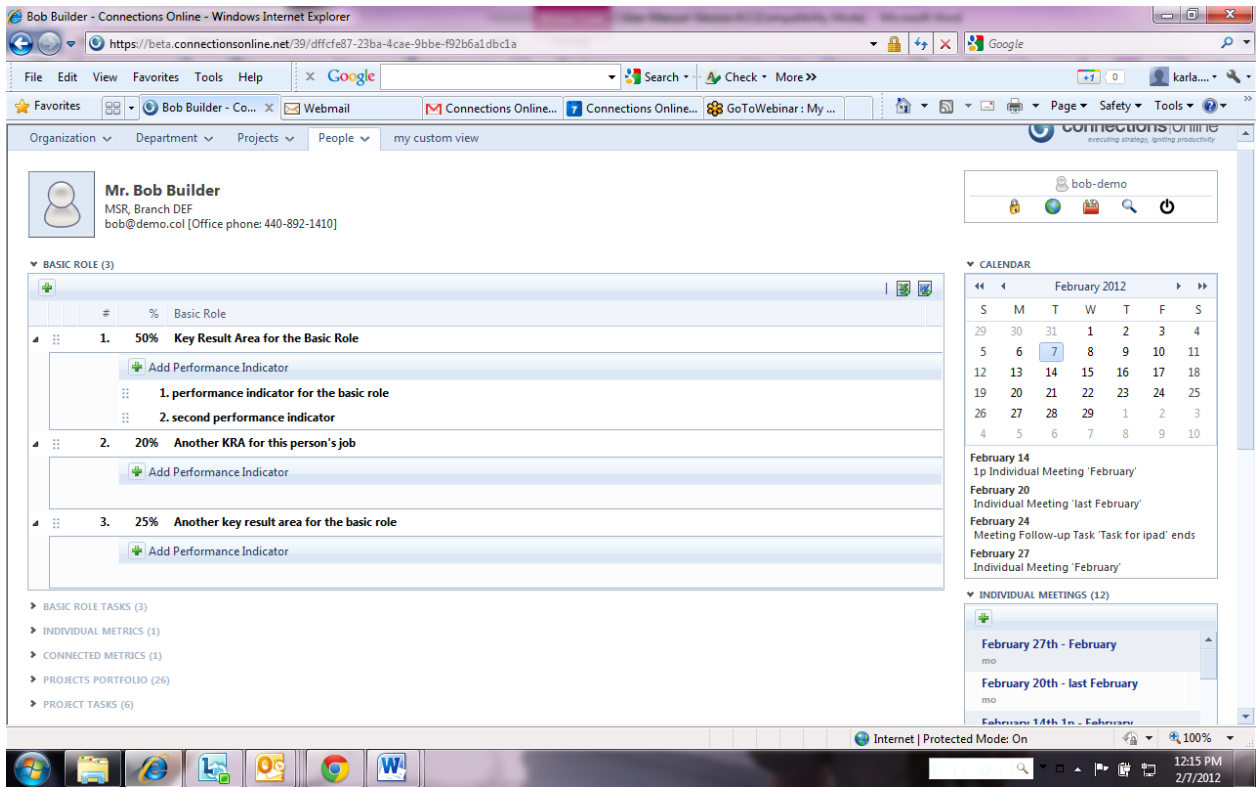 Bob Builder - Connections Online - Windows Internet Explorer
https://beta.connectionsonline.net/39/dffcfe87-23ba-4cae-9bbe-f92b6a1dbc1a
Google
File Edit View Favorites Tools Help
x Google Search Check More >> +1 0 karla....
Favorites Bob Builder - Co... X Webmail Connections Online... 7 Connections Online... GoToWebinar : My ... Page Safety Tools
Organization Department Projects People my custom view
connections online
executing strategy, igniting productivity
Mr. Bob Builder
MSR, Branch DEF
bob@demo.col [Office phone: 440-892-1410]
bob-demo
BASIC ROLE (3)
# % Basic Role
1. 50% Key Result Area for the Basic Role
Add Performance Indicator
1. performance indicator for the basic role
2. second performance indicator
2. 20% Another KRA for this person's job
Add Performance Indicator
3. 25% Another key result area for the basic role
Add Performance Indicator
BASIC ROLE TASKS (3)
INDIVIDUAL METRICS (1)
CONNECTED METRICS (1)
PROJECTS PORTFOLIO (26)
PROJECT TASKS (6)
CALENDAR
February 2012
S M T W T F S
29 30 31 1 2 3 4
5 6 7 8 9 10 11
12 13 14 15 16 17 18
19 20 21 22 23 24 25
26 27 28 29 1 2 3
4 5 6 7 8 9 10
February 14
1p Individual Meeting 'February'
February 20
Individual Meeting 'last February'
February 24
Meeting Follow-up Task 'Task for ipad' ends
February 27
Individual Meeting 'February'
INDIVIDUAL MEETINGS (12)
February 27th - February
mo
February 20th - last February
mo
February 14th 1p - February
Internet | Protected Mode: On 100%
12:15 PM
2/7/2012